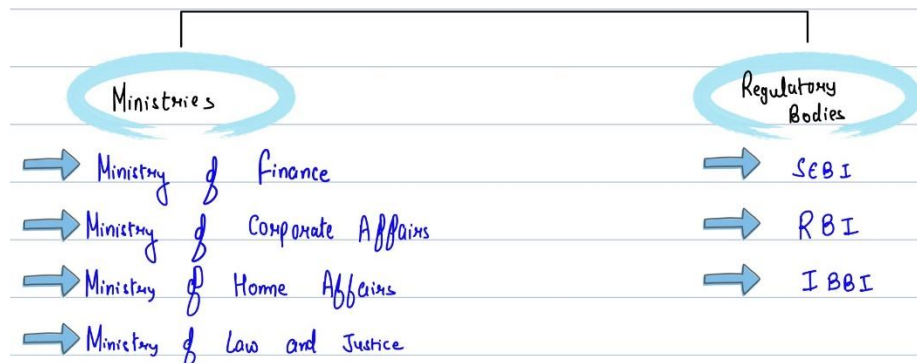 Ministries
Regulatory
Bodies
Ministry of Finance
SEBI
Ministry of Corporate Affairs
RBI
Ministry of Home Affairs
IBBI
Ministry of Law and Justice